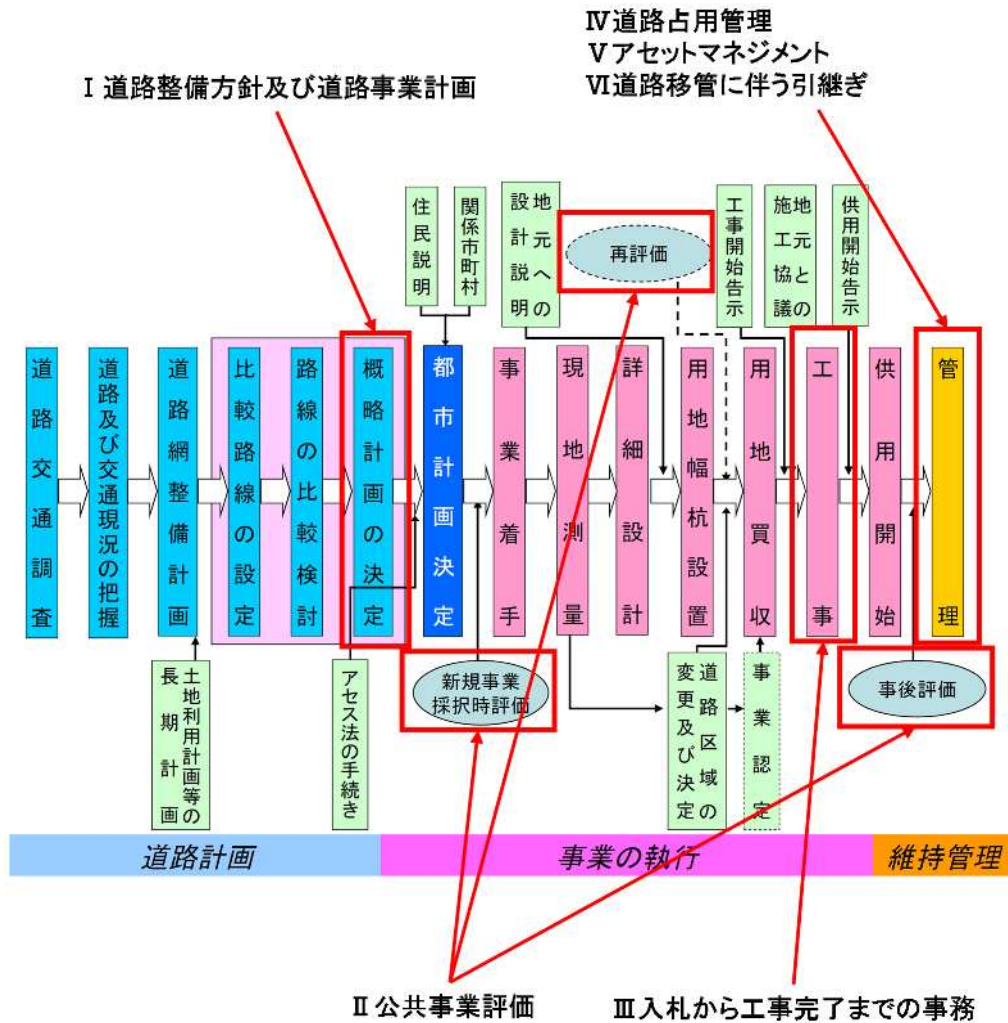 Ⅳ道路占用管理
Ⅴアセットマネジメント
Ⅵ道路移管に伴う引継ぎ
Ⅰ 道路整備方針及び道路事業計画
住民説明
関係市町村
地元への
設計説明
再評価
工事開始告示
地元との
施工協議
供用開始告示
道路交通調査
道路及び交通現況の把握
道路網整備計画
比較路線の設定
路線の比較検討
概略計画の決定
都市計画決定
事業着手
現地測量
詳細設計
用地幅杭設置
用地買収
工事
供用開始
管理
土地利用計画等の
長期計画
アセス法の手続き
新規事業
採択時評価
道路区域の
変更及び決定
事業認定
事後評価
道路計画
事業の執行
維持管理
Ⅱ公共事業評価
Ⅲ入札から工事完了までの事務